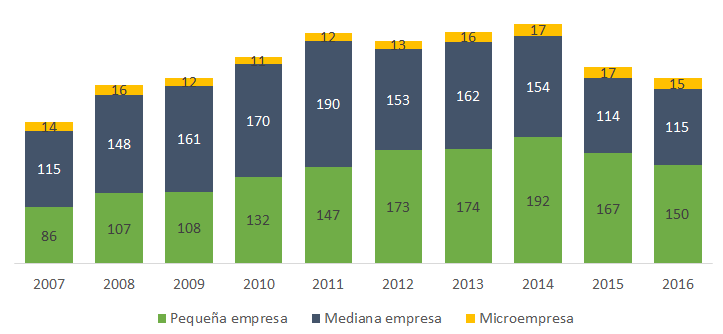 14 16 12 11 12 13 16 17 17 15
115 148 161 170 190 153 162 154 114 115
86 107 108 132 147 173 174 192 167 150
2007 2008 2009 2010 2011 2012 2013 2014 2015 2016
Pequeña empresa Mediana empresa Microempresa